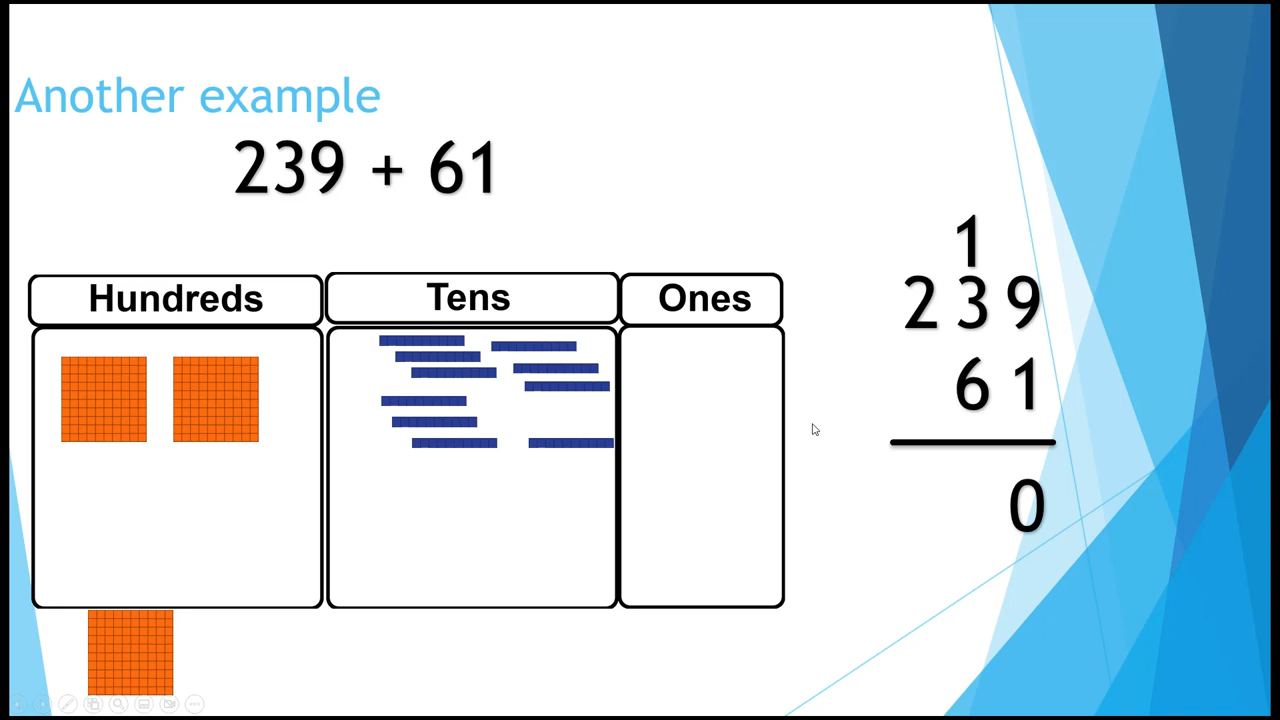 Another example
239 + 61
Hundreds Tens Ones
1
239
61
0